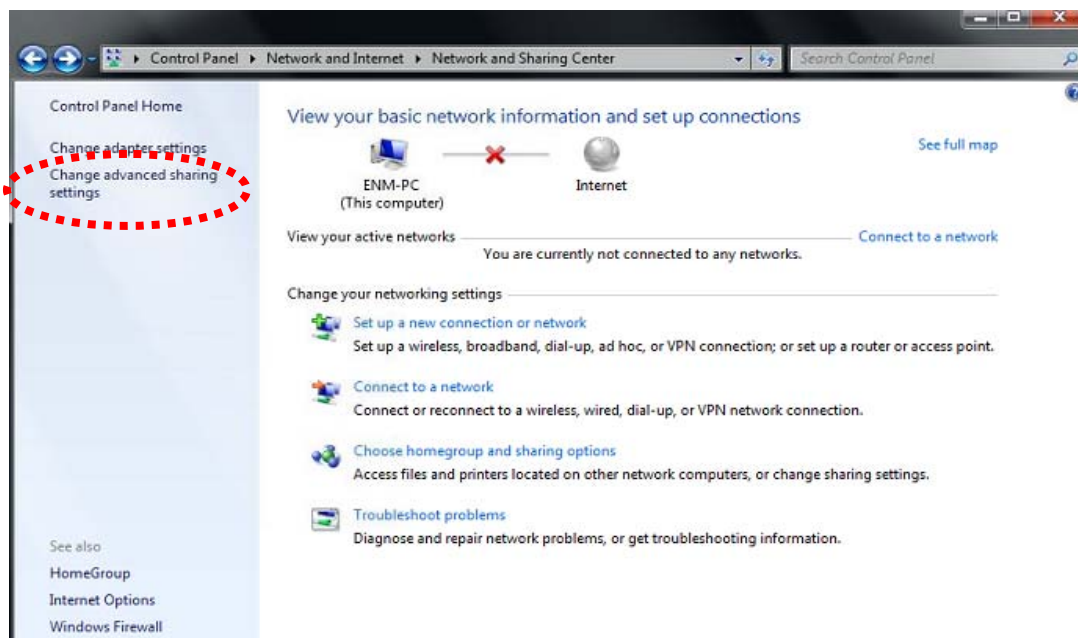 Control Panel ▸ Network and Internet ▸ Network and Sharing Center
Search Control Panel
Control Panel Home
Change adapter settings
Change advanced sharing
settings
View your basic network information and set up connections
See full map
ENM-PC
(This computer)
Internet
View your active networks
Connect to a network
You are currently not connected to any networks.
Change your networking settings
Set up a new connection or network
Set up a wireless, broadband, dial-up, ad hoc, or VPN connection; or set up a router or access point.
Connect to a network
Connect or reconnect to a wireless, wired, dial-up, or VPN network connection.
Choose homegroup and sharing options
Access files and printers located on other network computers, or change sharing settings.
Troubleshoot problems
Diagnose and repair network problems, or get troubleshooting information.
See also
HomeGroup
Internet Options
Windows Firewall